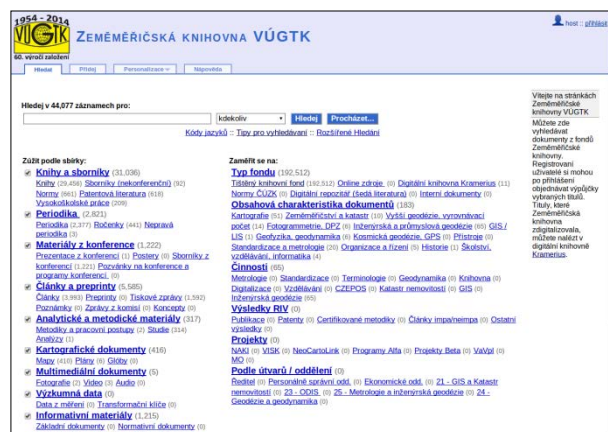 1954 - 2014
VÚGTK
60. výročí založení
ZEMĚMĚŘIČSKÁ KNIHOVNA VÚGTK
host :: přihlásit
Hledat
Přidej
Personalizace
Nápověda
Hledej v 44,077 záznamech pro:
kdekoliv
Hledej
Procházet...
Kódy jazyků :: Tipy pro vyhledávaní :: Rozšířené Hledání
Zúžit podle sbírky:
Knihy a sborníky (31,036)
Knihy (29,456) Sborníky (nekonferenční) (92)
Normy (661) Patentová literatura (618)
Vysokoškolské práce (209)
Periodika (2,821)
Periodika (2,377) Ročenky (441) Nepravá
periodika (3)
Materiály z konference (1,222)
Prezentace z konferencí (1) Postery (0) Sborníky z
konferencí (1,221) Pozvánky na konference a
programy konferencí (0)
Články a preprinty (5,585)
Články (3,993) Preprinty (0) Tiskové zprávy (1,592)
Poznámky (0) Zprávy z komisí (0) Koncepty (0)
Analytické a metodické materiály (317)
Metodiky a pracovní postupy (2) Studie (314)
Analýzy (1)
Kartografické dokumenty (416)
Mapy (410) Plány (6) Glóby (0)
Multimediální dokumenty (5)
Fotografie (2) Video (3) Audio (0)
Výzkumná data (0)
Data z měření (0) Transformační klíče (0)
Informativní materiály (1,215)
Základní dokumenty (0) Normativní dokumenty (0)
Zaměřit se na:
Typ fondu (192,512)
Tištěný knihovní fond (192,512) Online zdroje (0) Digitální knihovna Kramerius (11)
Normy ČÚZK (0) Digitální repozitář (šedá literatura) (0) Interní dokumenty (0)
Obsahová charakteristika dokumentů (183)
Kartografie (51) Zeměměřictví a katastr (10) Vyšší geodézie, vyrovnávací
počet (14) Fotogrammetrie, DPZ (6) Inženýrská a průmyslová geodézie (65) GIS /
LIS (1) Geofyzika, geodynamika (6) Kosmická geodézie, GPS (0) Přístroje (0)
Standardizace a metrologie (20) Organizace a řízení (5) Historie (1) Školství,
vzdělávání, informatika (4)
Činnosti (65)
Metrologie (0) Standardizace (0) Terminologie (0) Geodynamika (0) Knihovna (0)
Digitalizace (0) Vzdělávání (0) CZEPOS (0) Katastr nemovitostí (0) GIS (0)
Inženýrská geodézie (65)
Výsledky RIV (0)
Publikace (0) Patenty (0) Certifikované metodiky (0) Články impa/neimpa (0) Ostatní
výsledky (0)
Projekty (0)
NAKI (0) VISK (0) NeoCartoLink (0) Programy Alfa (0) Projekty Beta (0) VaVpI (0)
MO (0)
Podle útvarů / oddělení (0)
Ředitel (0) Personálně správní odd. (0) Ekonomické odd. (0) 21 - GIS a Katastr
nemovitostí (0) 23 - ODIS (0) 25 - Metrologie a inženýrská geodézie (0) 24 -
Geodézie a geodynamika (0)
Vítejte na stránkách
Zeměměřičské
knihovny VÚGTK
Můžete zde
vyhledávat
dokumenty z fondů
Zeměměřičské
knihovny.
Registrovaní
uživatelé si mohou
po přihlášení
objednávat výpůjčky
vybraných titulů.
Tituly, které
Zeměměřičská
knihovna
zdigitalizovala,
můžete nalézt v
digitální knihovně
Kramerius.